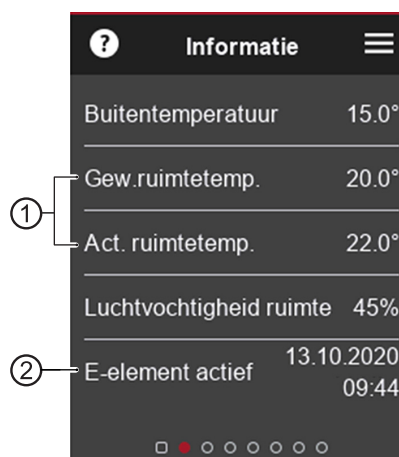 ? Informatie
Buitentemperatuur 15.0°
① Gew.ruimtetemp. 20.0°
Act. ruimtetemp. 22.0°
Luchtvochtigheid ruimte 45%
② E-element actief 13.10.2020
09:44